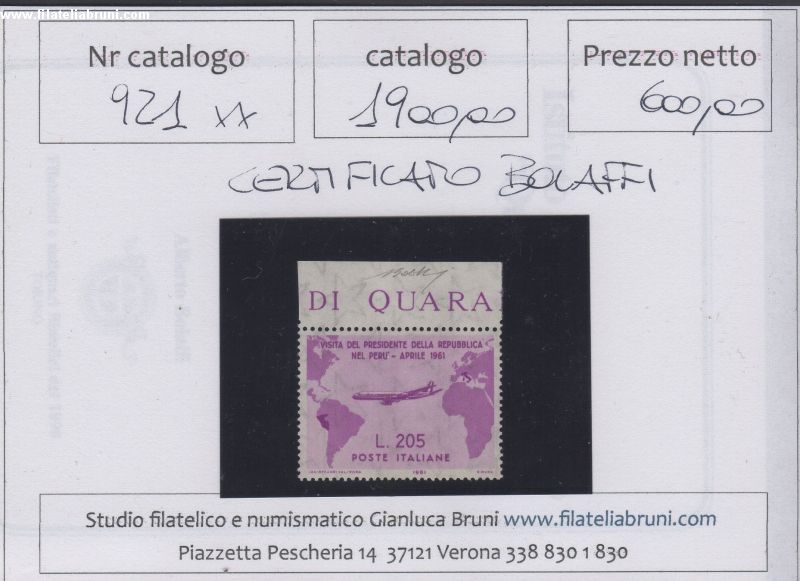 www.filateliabruni.com
Nr catalogo
catalogo
Prezzo netto
921 xx
1900,00
600,00
CERTIFICATO BOLAFFI
DI QUARA
VISITA DEL PRESIDENTE DELLA REPUBBLICA
NEL PERU' - APRILE 1961
L. 205
POSTE ITALIANE
1961
Studio filatelico e numismatico Gianluca Bruni www.filateliabruni.com
Piazzetta Pescheria 14 37121 Verona 338 830 1 830